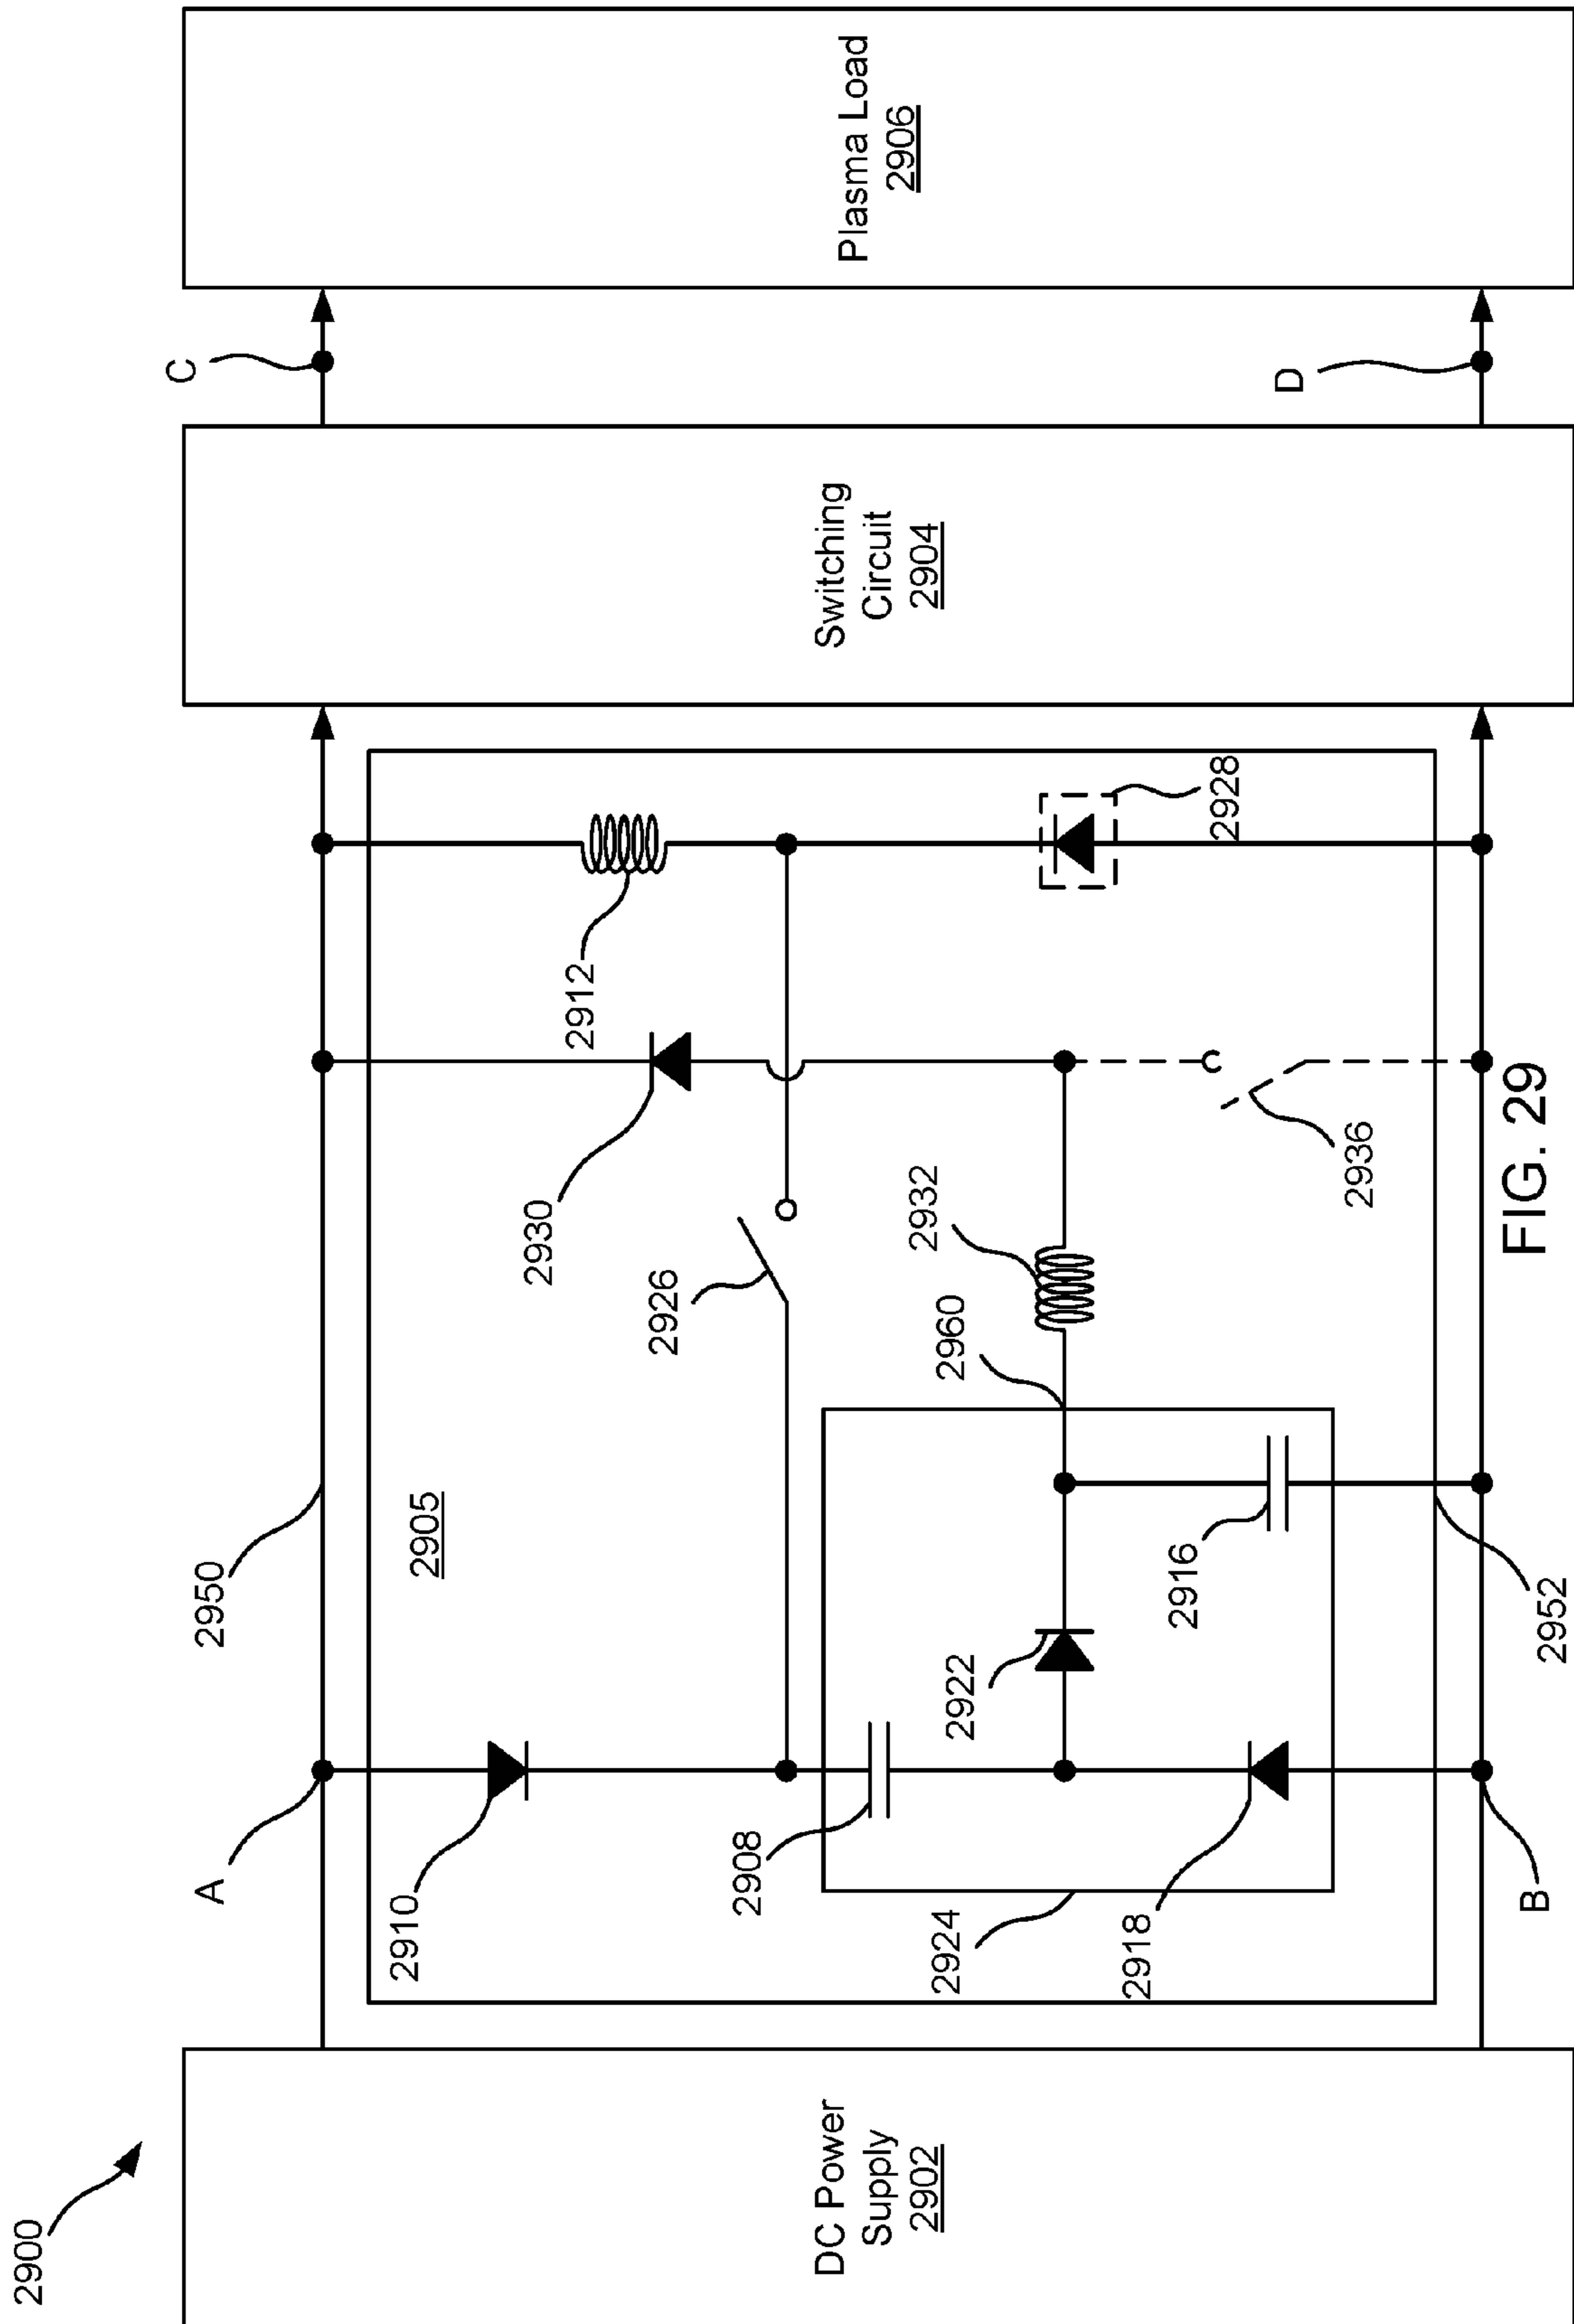 2900
DC Power
Supply
2902
A
2950
2905
2910
2908
2924
2918
2922
2916
2952
B
2960
2932
2926
2930
2912
2936
2928
Switching
Circuit
2904
C
D
Plasma Load
2906
FIG. 29